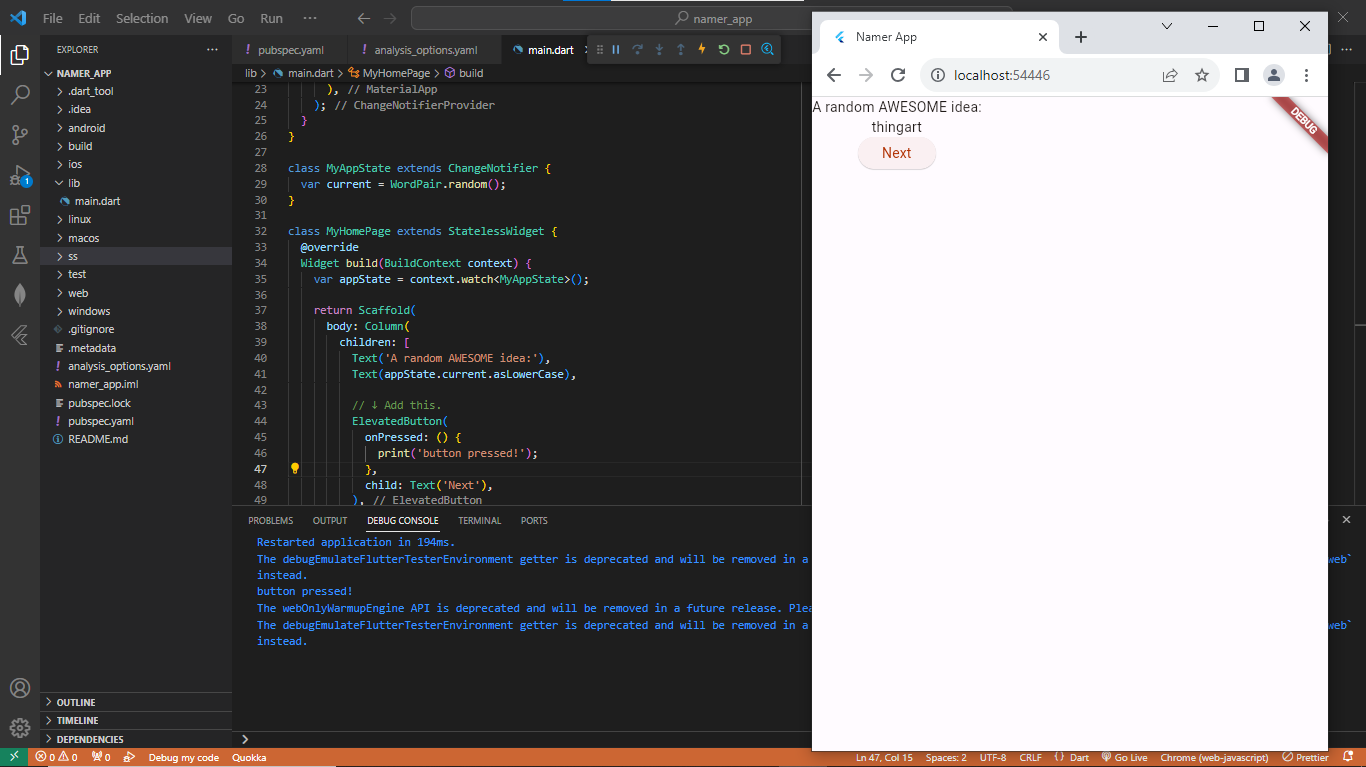 File Edit Selection View Go Run ··· namer_app
EXPLORER ···
NAMER_APP
.dart_tool
.idea
android
build
ios
lib
main.dart
linux
macos
ss
test
web
windows
.gitignore
.metadata
analysis_options.yaml
namer_app.iml
pubspec.lock
pubspec.yaml
README.md
OUTLINE
TIMELINE
DEPENDENCIES
! pubspec.yaml ! analysis_options.yaml main.dart
lib > main.dart > MyHomePage > build
23 ), // MaterialApp
24 ); // ChangeNotifierProvider
25 }
26 }
27
28 class MyAppState extends ChangeNotifier {
29 var current = WordPair.random();
30 }
31
32 class MyHomePage extends StatelessWidget {
33 @override
34 Widget build(BuildContext context) {
35 var appState = context.watch<MyAppState>();
36
37 return Scaffold(
38 body: Column(
39 children: [
40 Text('A random AWESOME idea:'),
41 Text(appState.current.asLowerCase),
42
43 // ↓ Add this.
44 ElevatedButton(
45 onPressed: () {
46 print('button pressed!');
47 },
48 child: Text('Next'),
49 ), // ElevatedButton
PROBLEMS OUTPUT DEBUG CONSOLE TERMINAL PORTS
Restarted application in 194ms.
The debugEmulateFlutterTesterEnvironment getter is deprecated and will be removed in a web`
instead.
button pressed!
The webOnlyWarmupEngine API is deprecated and will be removed in a future release. Plea
The debugEmulateFlutterTesterEnvironment getter is deprecated and will be removed in a web`
instead.
Namer App
localhost:54446
A random AWESOME idea:
thingart
Next
DEBUG
1
0 0 0 Debug my code Quokka Ln 47, Col 15 Spaces: 2 UTF-8 CRLF { } Dart Go Live Chrome (web-javascript) Prettier